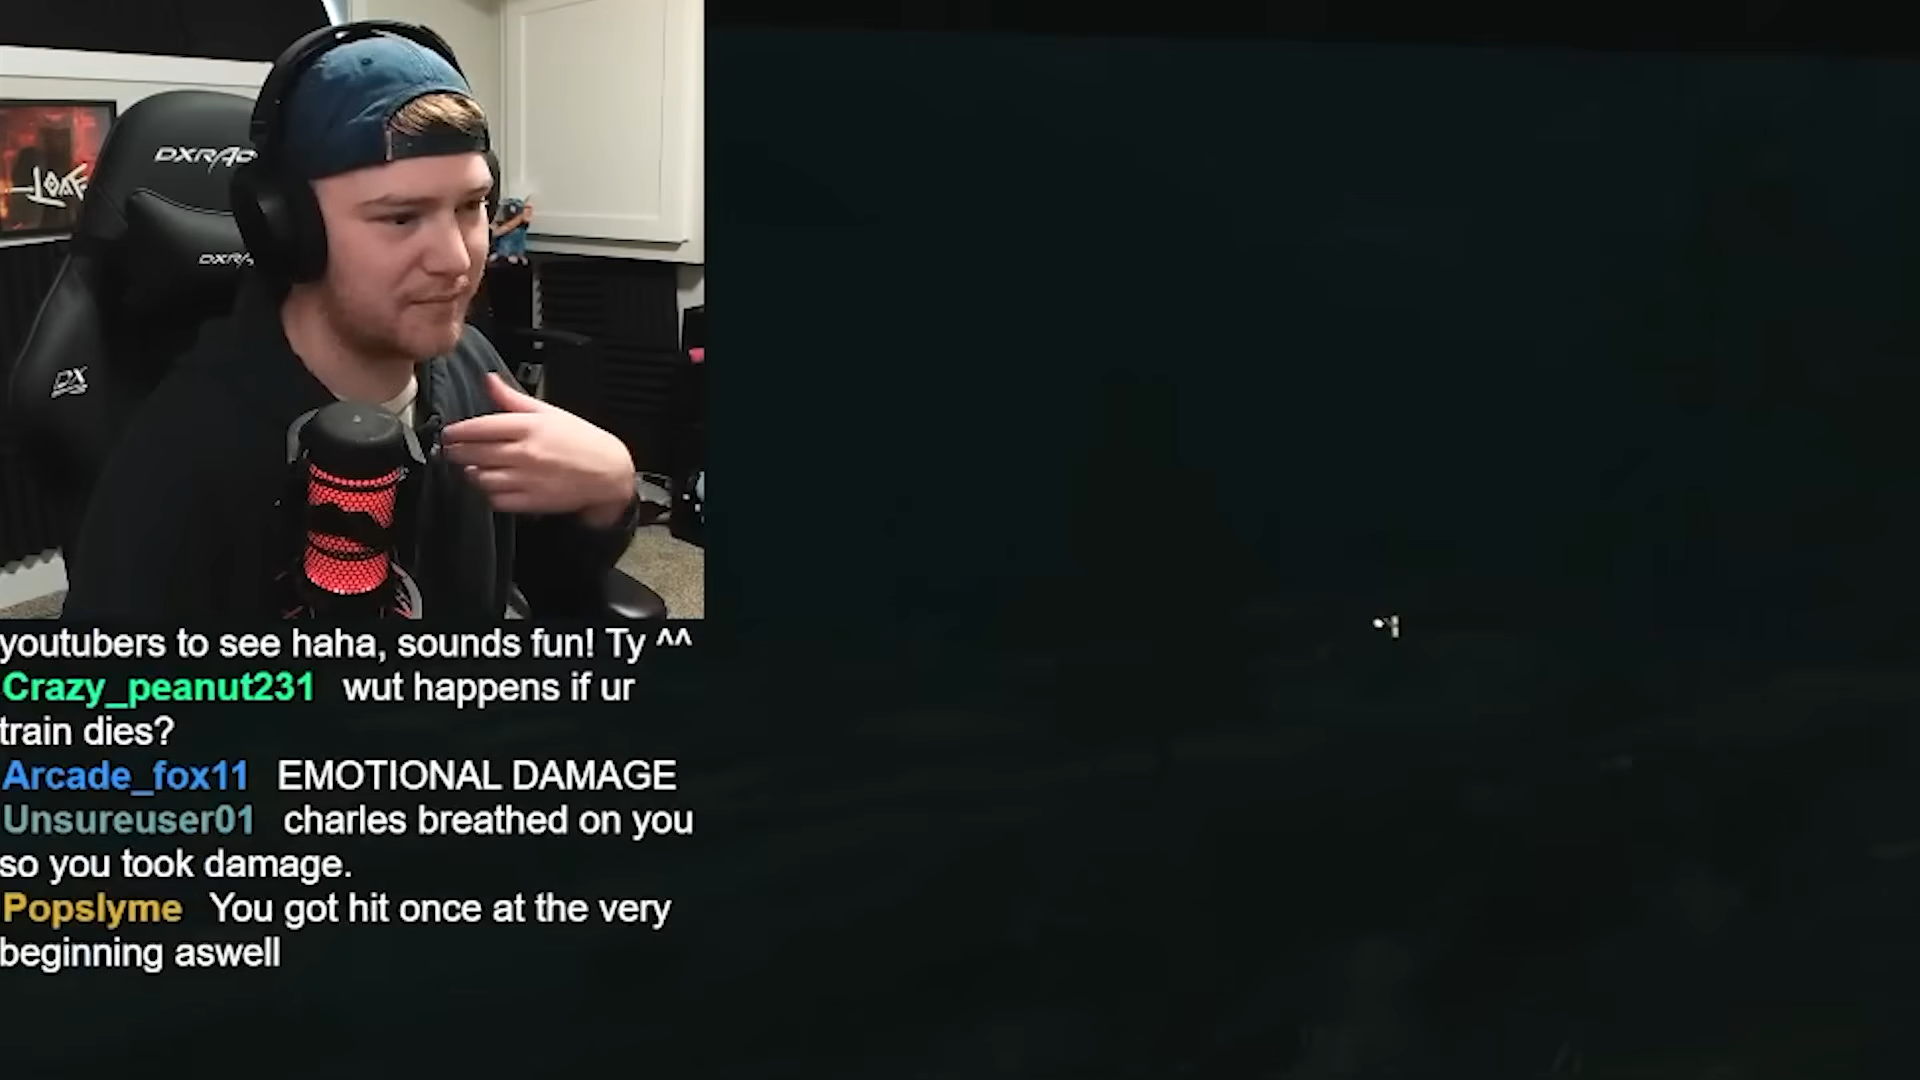 DXRAC
LOAF
DXRA
DX
youtubers to see haha, sounds fun! Ty ^^
Crazy_peanut231 wut happens if ur
train dies?
Arcade_fox11 EMOTIONAL DAMAGE
Unsureuser01 charles breathed on you
so you took damage.
Popslyme You got hit once at the very
beginning aswell